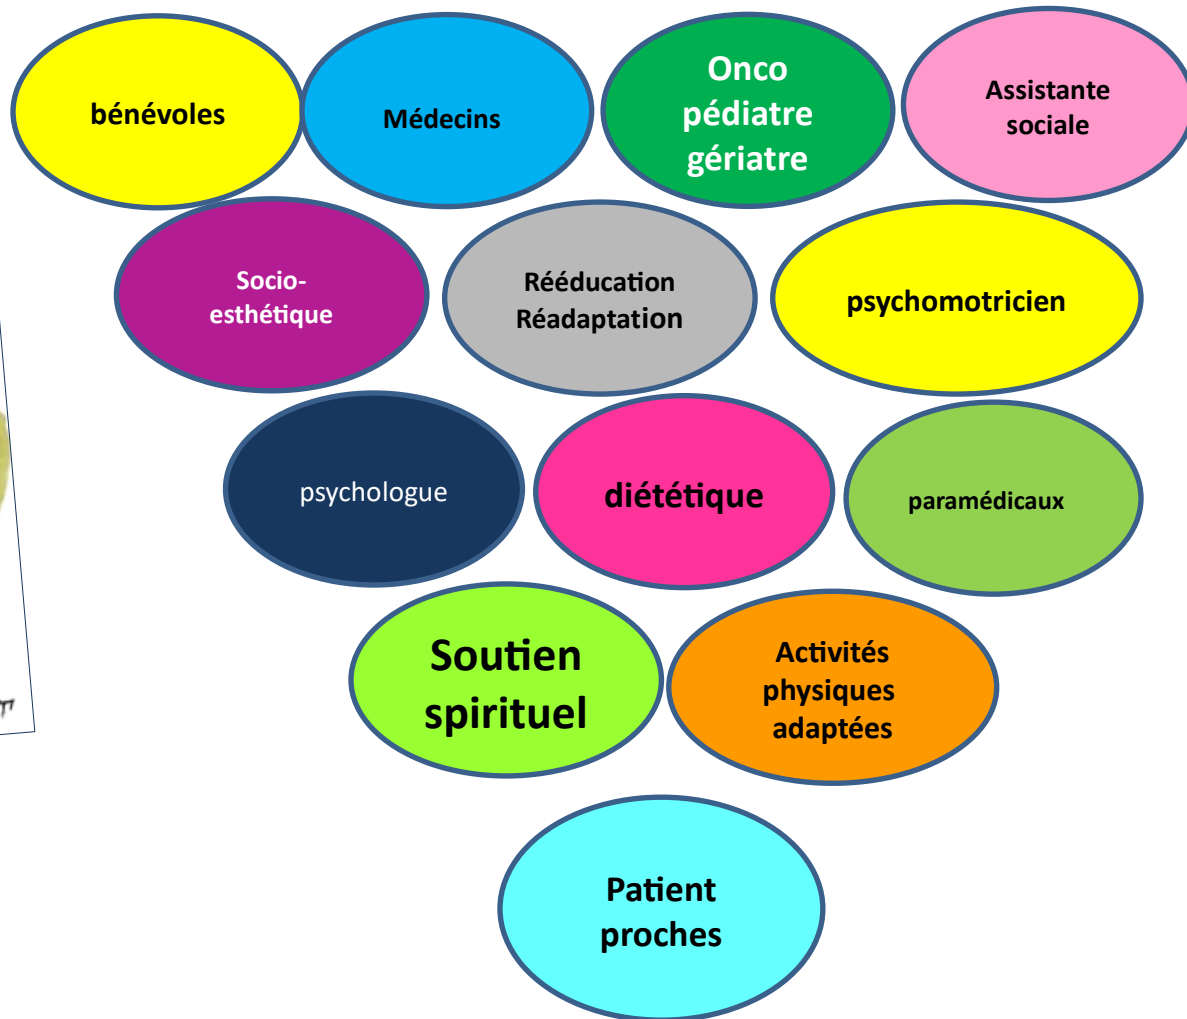 bénévoles
Médecins
Onco
pédiatre
gériatre
Assistante
sociale
Socio-
esthétique
Rééducation
Réadaptation
psychomotricien
psychologue
diététique
paramédicaux
Soutien
spirituel
Activités
physiques
adaptées
Patient
proches